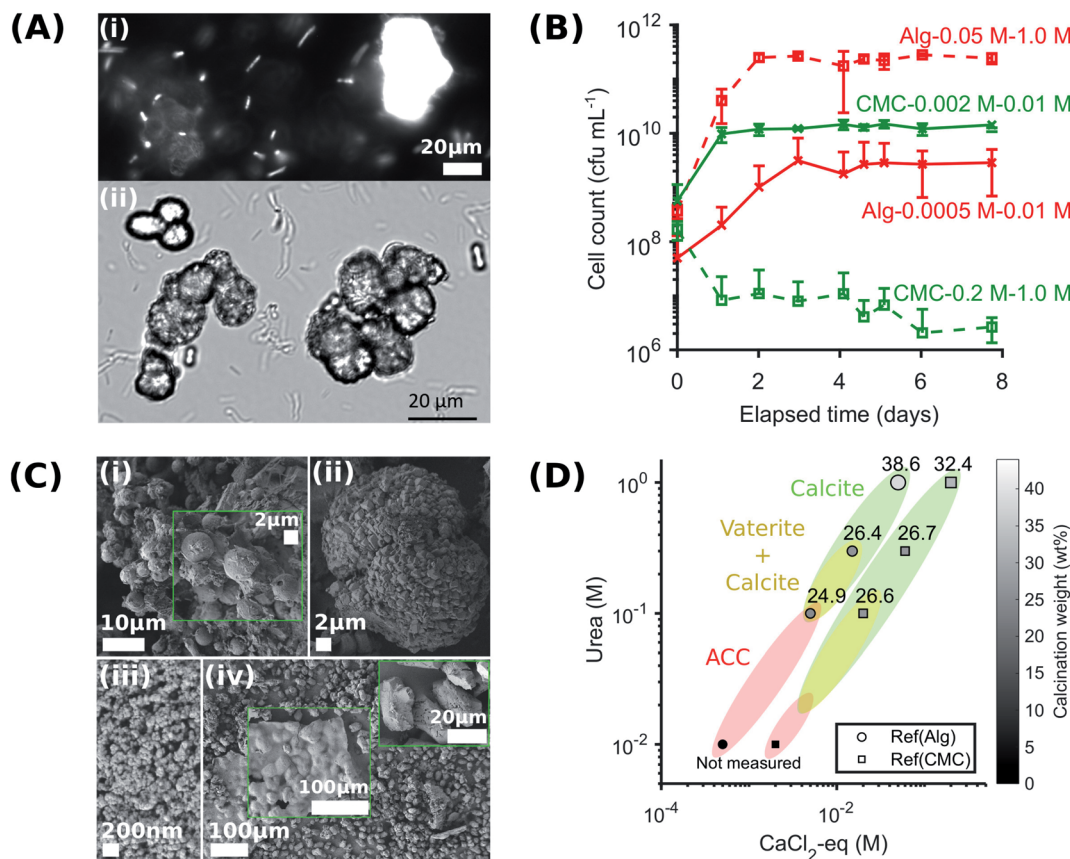 (A)
(i)
20μm
(ii)
20 μm
(B)
10¹²
10¹⁰
10⁸
10⁶
Cell count (cfu mL⁻¹)
Alg-0.05 M-1.0 M
CMC-0.002 M-0.01 M
Alg-0.0005 M-0.01 M
CMC-0.2 M-1.0 M
0
2
4
6
8
Elapsed time (days)
(C)
(i)
2μm
10μm
(ii)
2μm
(iii)
200nm
(iv)
20μm
100μm
100μm
(D)
Urea (M)
10⁰
10⁻¹
10⁻²
Calcite
Vaterite
+
Calcite
ACC
38.6
32.4
26.4
26.7
24.9
26.6
Not measured
Ref(Alg)
Ref(CMC)
10⁻⁴
10⁻²
CaCl₂-eq (M)
40
35
30
25
20
15
10
5
0
Calcination weight (wt%)